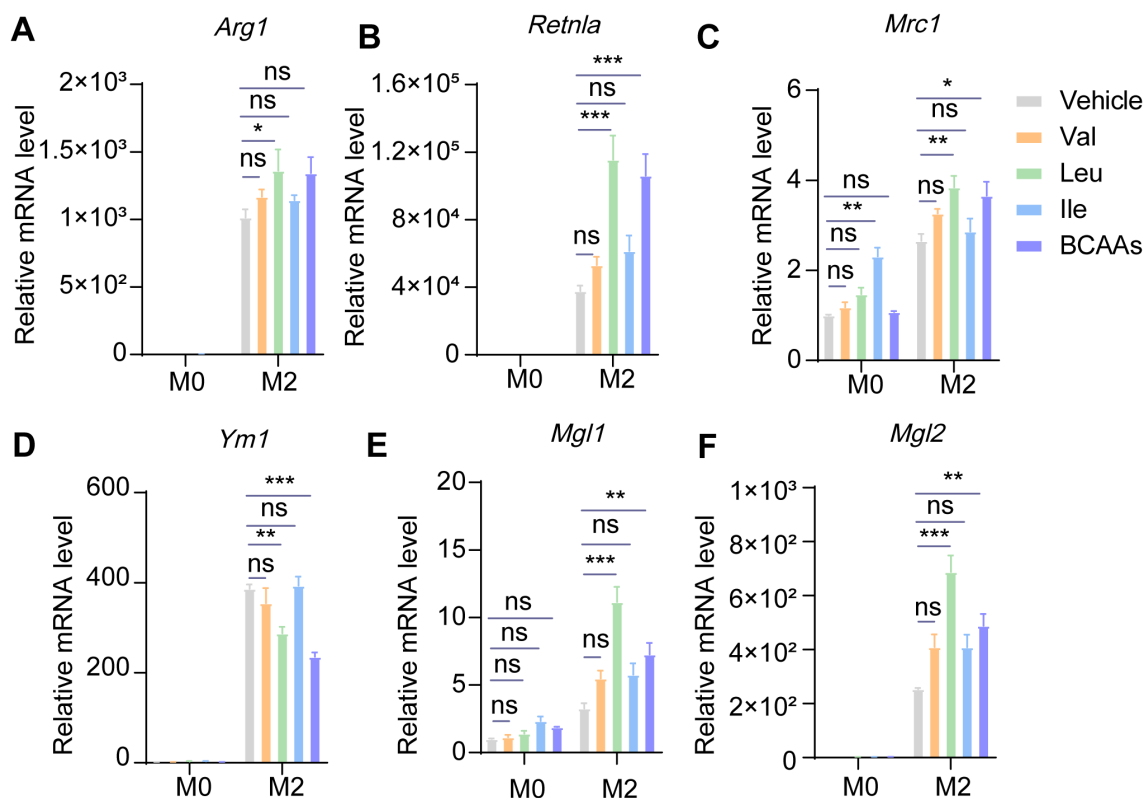 A
Arg1
Relative mRNA level
2×10³
1.5×10³
1×10³
5×10²
0
ns
ns
*
ns
M0
M2
B
Retnla
Relative mRNA level
1.6×10⁵
1.2×10⁵
8×10⁴
4×10⁴
0
***
ns
***
ns
M0
M2
C
Mrc1
Relative mRNA level
6
4
2
0
ns
**
ns
ns
*
ns
**
ns
M0
M2
Vehicle
Val
Leu
Ile
BCAAs
D
Ym1
Relative mRNA level
600
400
200
0
***
ns
**
ns
M0
M2
E
Mgl1
Relative mRNA level
20
15
10
5
0
ns
ns
ns
ns
**
ns
***
ns
M0
M2
F
Mgl2
Relative mRNA level
1×10³
8×10²
6×10²
4×10²
2×10²
0
**
ns
***
ns
M0
M2